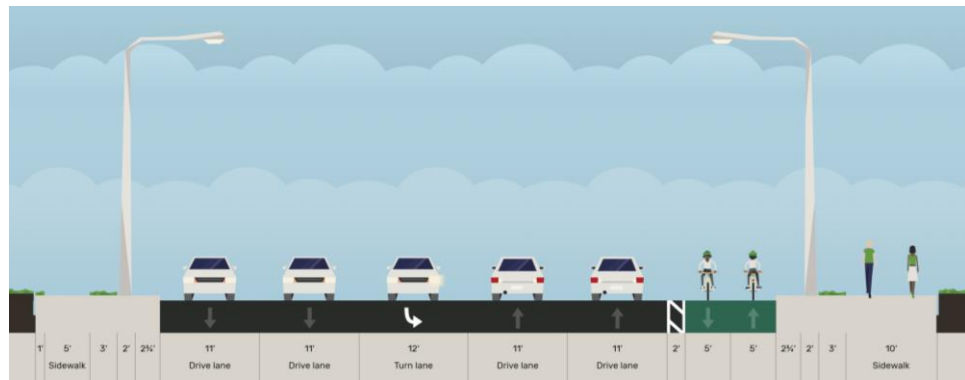 1' 5' 3' 2' 2¾' 11' 11' 12' 11' 11' 2' 5' 5' 2¾' 2' 3' 10'
Sidewalk Drive lane Drive lane Turn lane Drive lane Drive lane Sidewalk